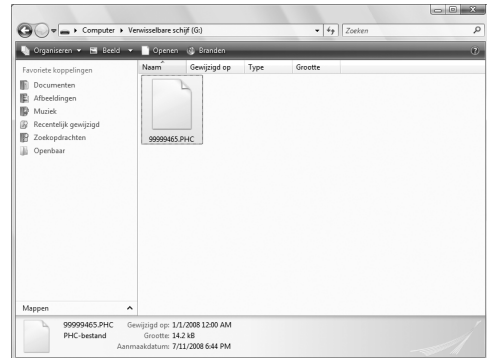 Computer ▸ Verwisselbare schijf (G:)
Zoeken
Organiseren Beeld Openen Branden
Favoriete koppelingen
Documenten
Afbeeldingen
Muziek
Recentelijk gewijzigd
Zoekopdrachten
Openbaar
Naam Gewijzigd op Type Grootte
99999465.PHC
Mappen
99999465.PHC Gewijzigd op: 1/1/2008 12:00 AM
PHC-bestand Grootte: 14.2 kB
Aanmaakdatum: 7/11/2008 6:44 PM